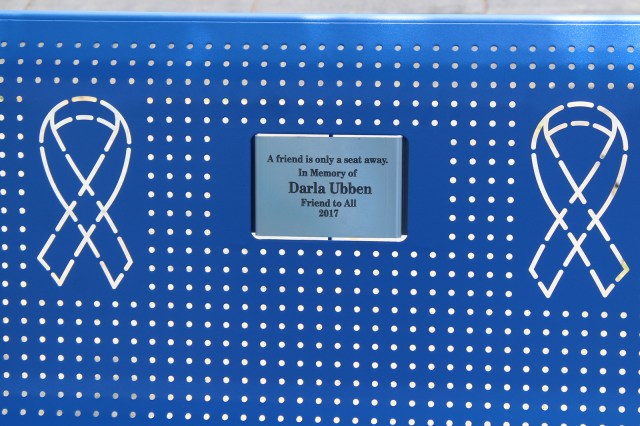 A friend is only a seat away.
In Memory of
Darla Ubben
Friend to All
2017